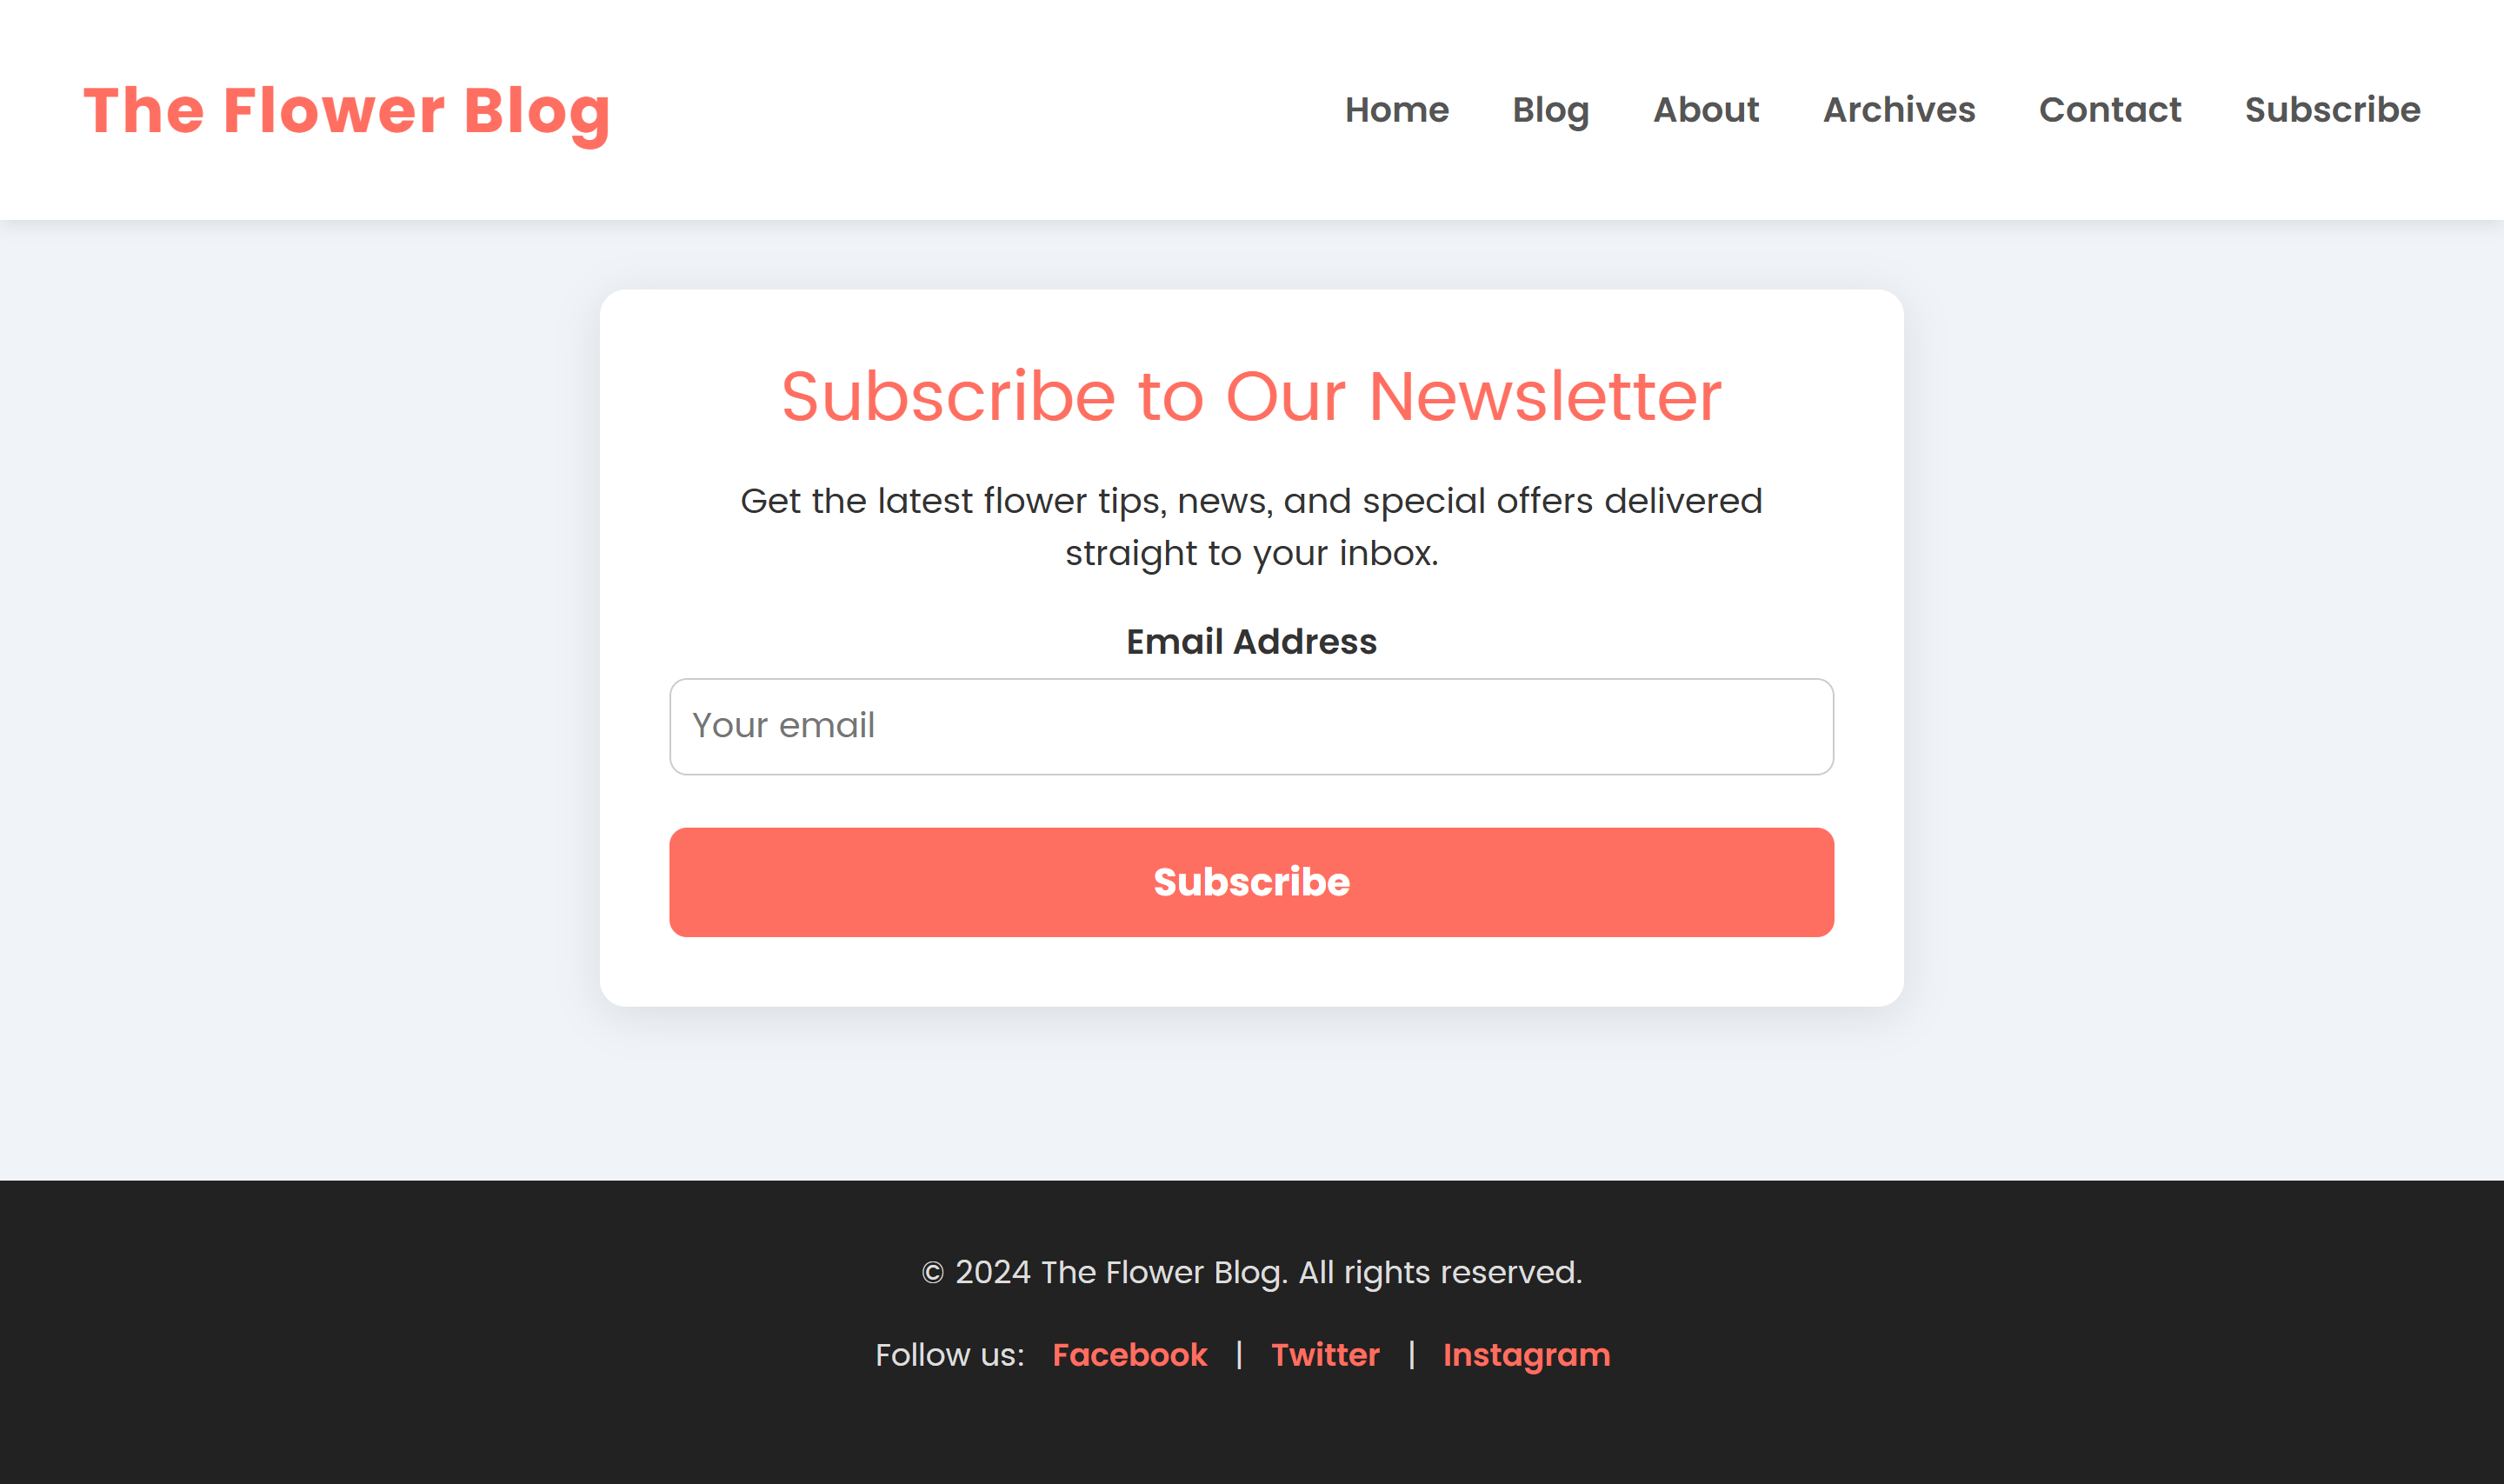 The Flower Blog
Home Blog About Archives Contact Subscribe
Subscribe to Our Newsletter
Get the latest flower tips, news, and special offers delivered
straight to your inbox.
Email Address
Your email
Subscribe
© 2024 The Flower Blog. All rights reserved.
Follow us: Facebook | Twitter | Instagram